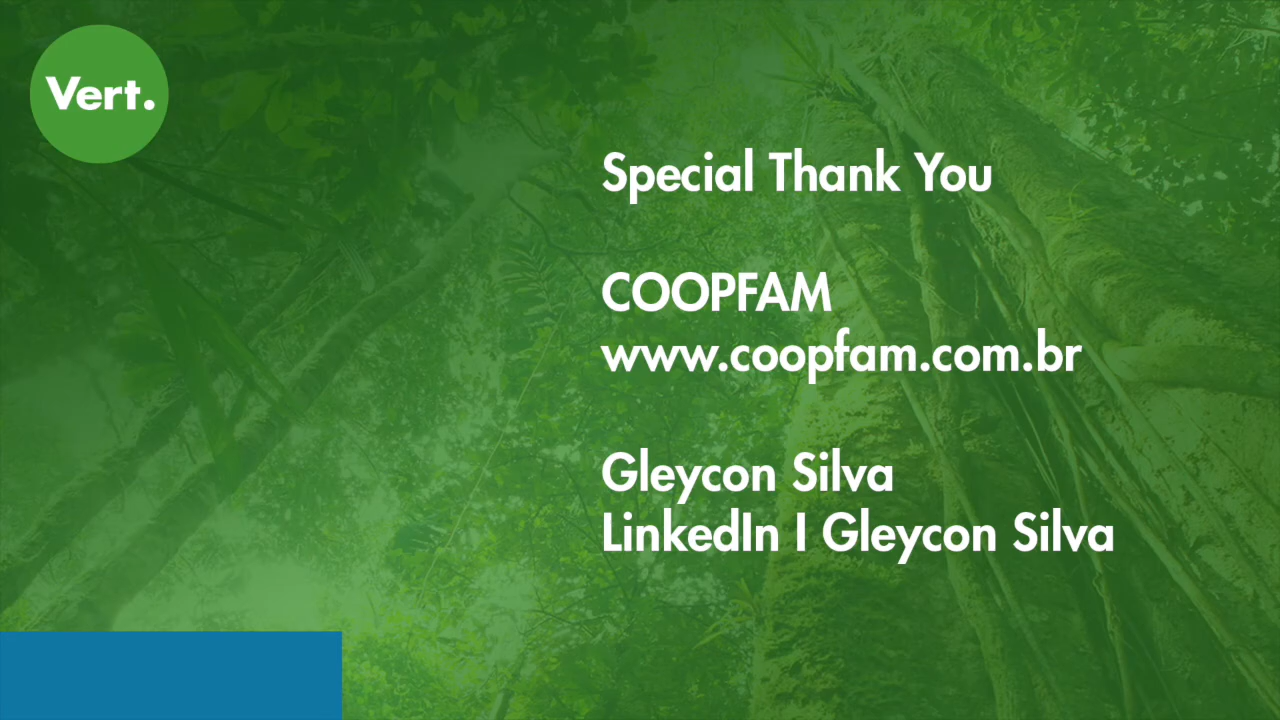 Vert.
Special Thank You
COOPFAM
www.coopfam.com.br
Gleycon Silva
LinkedIn I Gleycon Silva